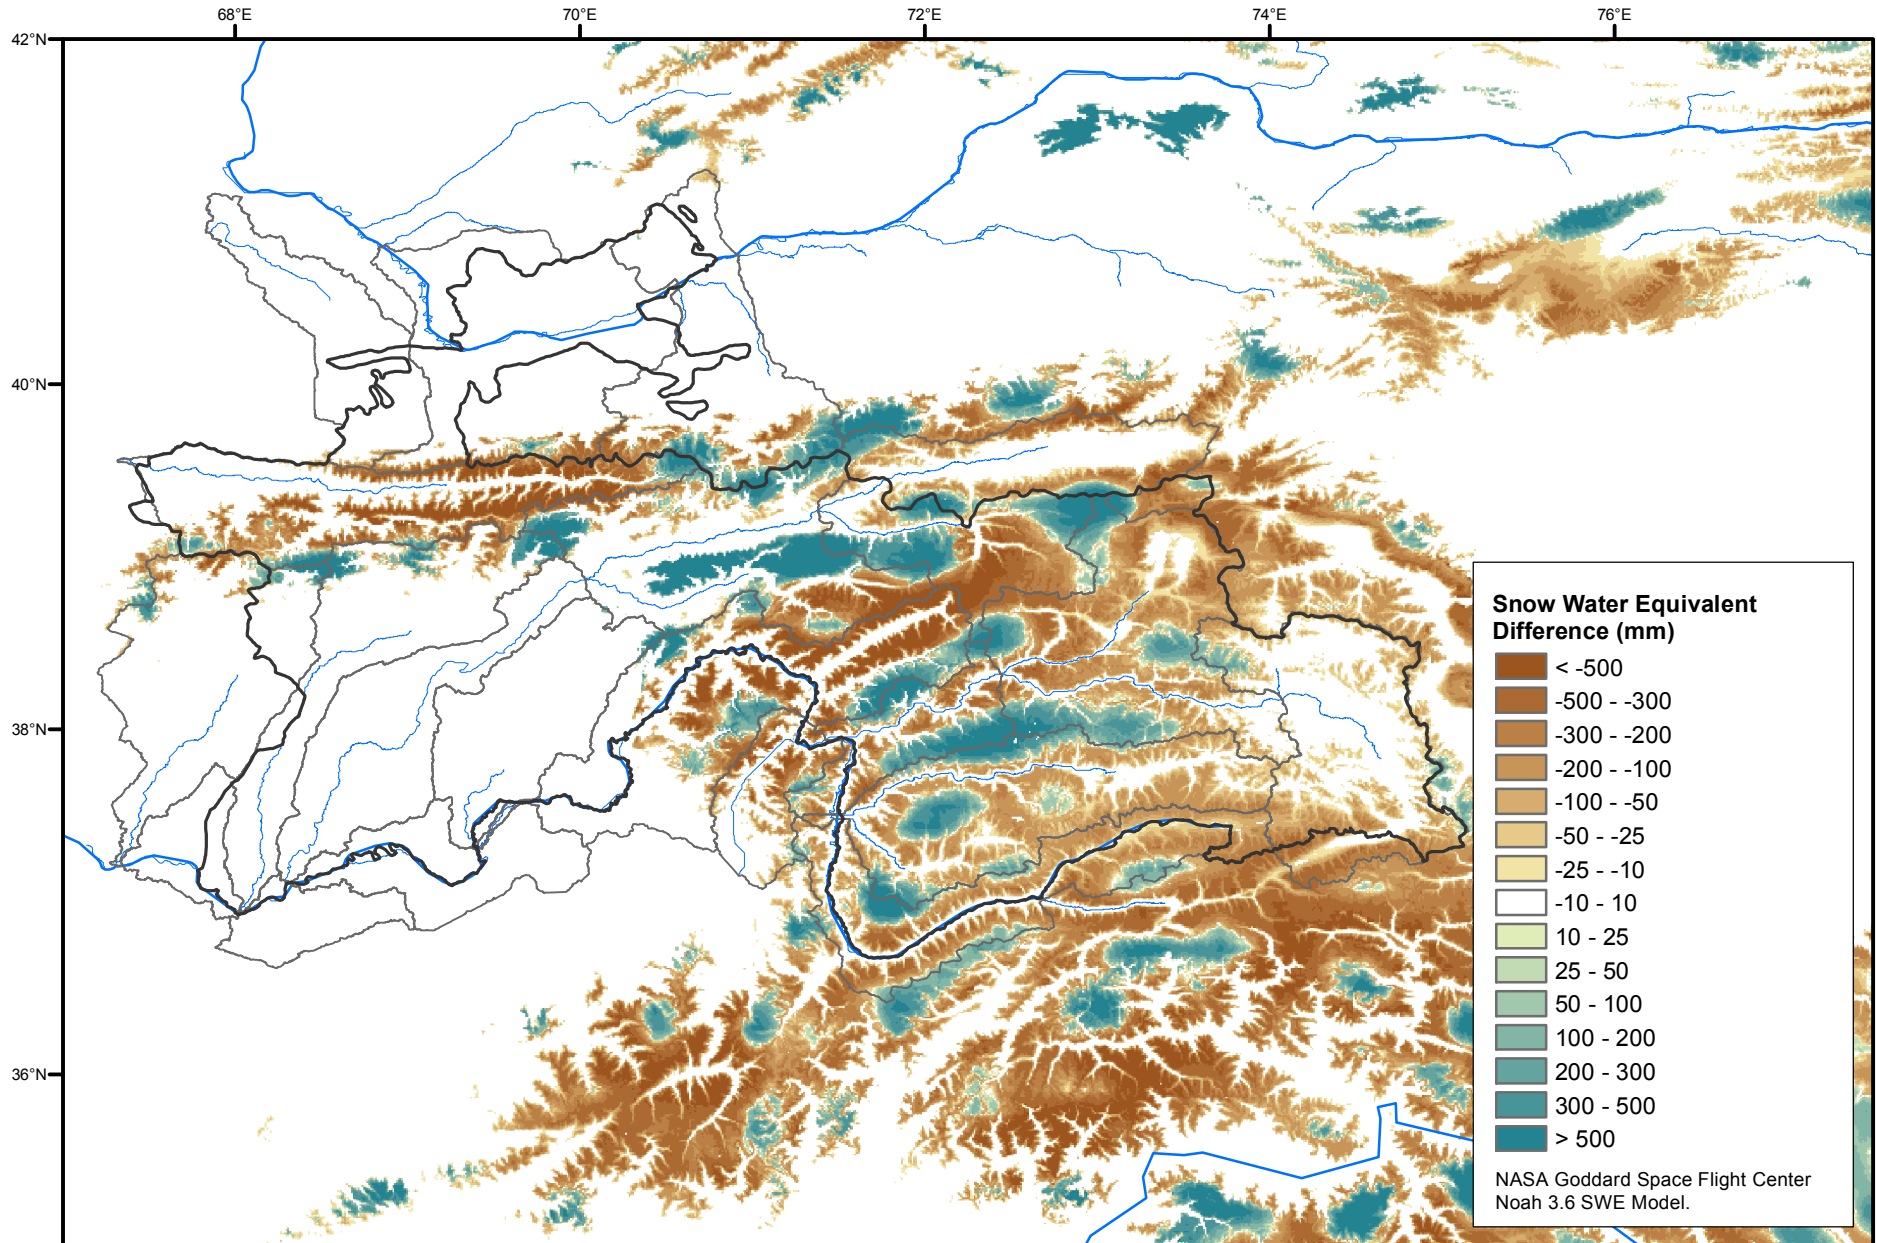 68°E 70°E 72°E 74°E 76°E
42°N
40°N
38°N
36°N
Snow Water Equivalent
Difference (mm)
< -500
-500 - -300
-300 - -200
-200 - -100
-100 - -50
-50 - -25
-25 - -10
-10 - 10
10 - 25
25 - 50
50 - 100
100 - 200
200 - 300
300 - 500
> 500
NASA Goddard Space Flight Center
Noah 3.6 SWE Model.